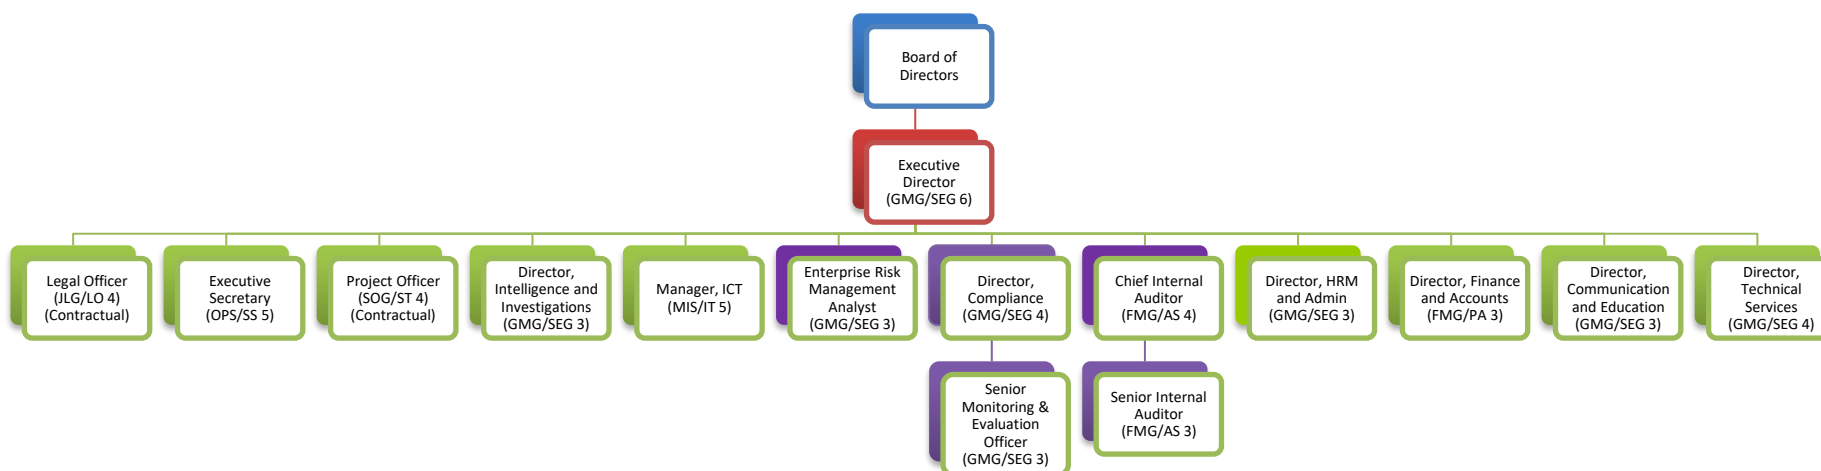 Board of
Directors
Executive
Director
(GMG/SEG 6)
Legal Officer
(JLG/LO 4)
(Contractual)
Executive
Secretary
(OPS/SS 5)
Project Officer
(SOG/ST 4)
(Contractual)
Director,
Intelligence and
Investigations
(GMG/SEG 3)
Manager, ICT
(MIS/IT 5)
Enterprise Risk
Management
Analyst
(GMG/SEG 3)
Director,
Compliance
(GMG/SEG 4)
Chief Internal
Auditor
(FMG/AS 4)
Director, HRM
and Admin
(GMG/SEG 3)
Director, Finance
and Accounts
(FMG/PA 3)
Director,
Communication
and Education
(GMG/SEG 3)
Director,
Technical
Services
(GMG/SEG 4)
Senior
Monitoring &
Evaluation
Officer
(GMG/SEG 3)
Senior Internal
Auditor
(FMG/AS 3)